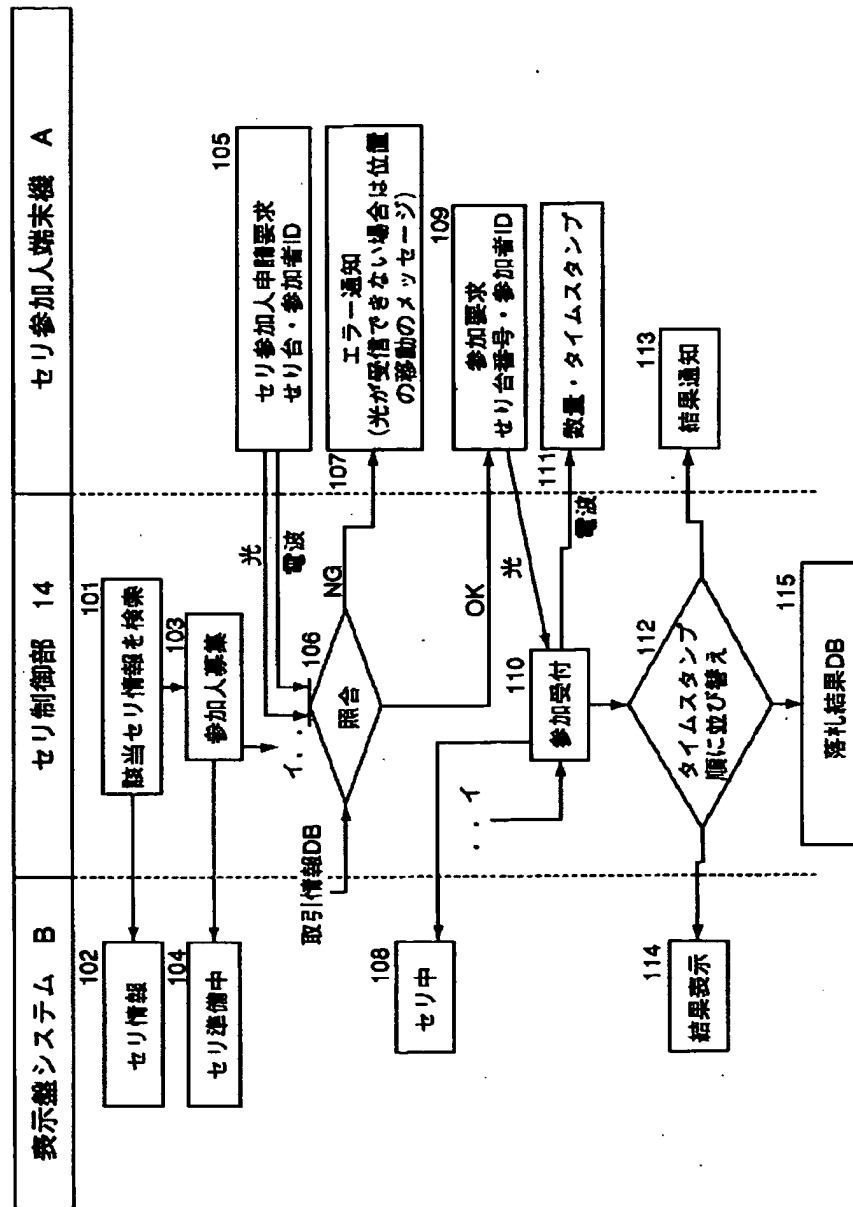 表示盤システム B
セリ制御部 14
セリ参加人端末機 A
101
該当セリ情報を検索
102
セリ情報
103
参加人募集
104
セリ準備中
イ . .
105
セリ参加人申請要求
せり台・参加者ID
光
電波
106
照合
取引情報DB
NG
107
エラー通知
(光が受信できない場合は位置
の移動のメッセージ)
OK
108
セリ中
109
参加要求
せり台番号・参加者ID
光
. . イ
110
参加受付
111
電波
数量・タイムスタンプ
112
タイムスタンプ
順に並び替え
113
結果通知
114
結果表示
115
落札結果DB